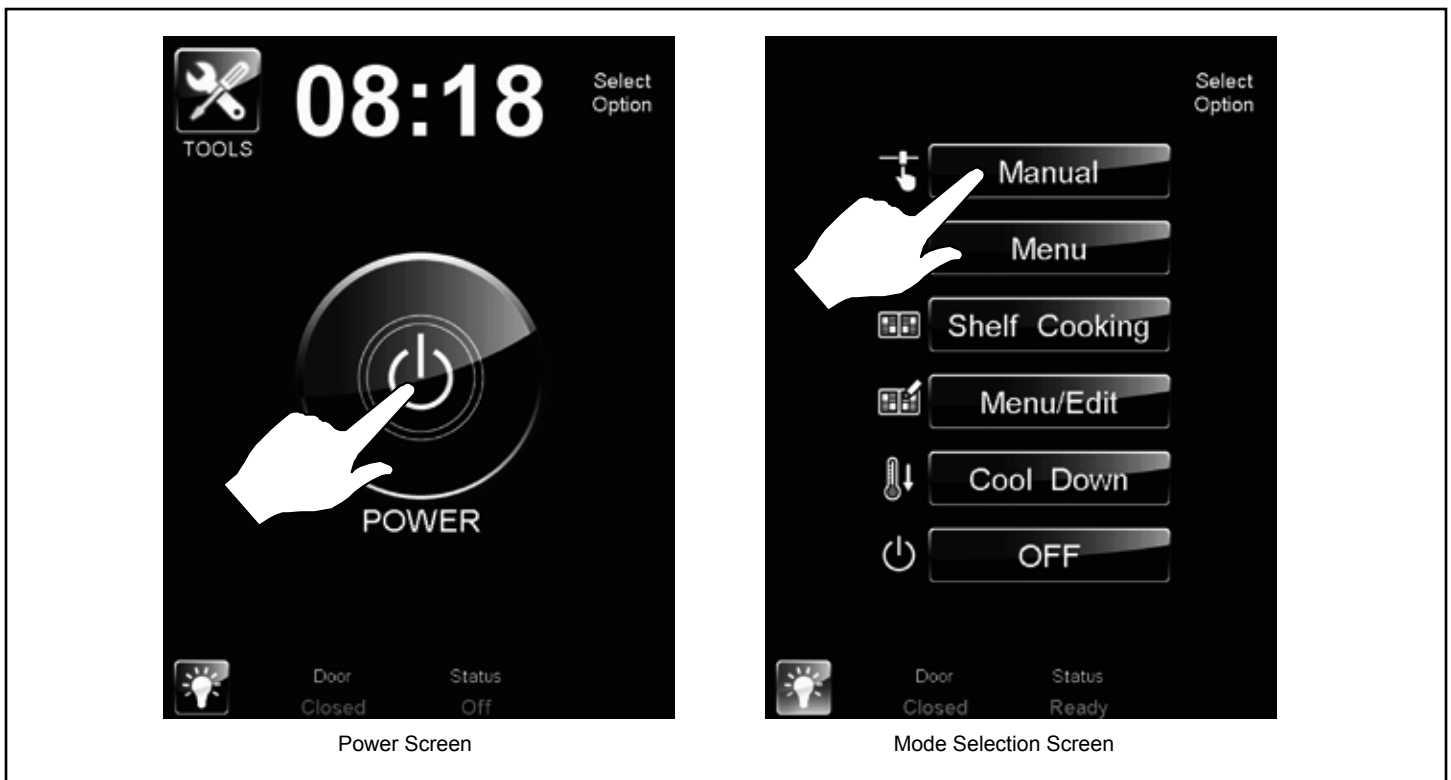 TOOLS
08:18
Select
Option
POWER
Door
Status
Closed
Off
Power Screen
Select
Option
Manual
Menu
Shelf Cooking
Menu/Edit
Cool Down
OFF
Door
Status
Closed
Ready
Mode Selection Screen